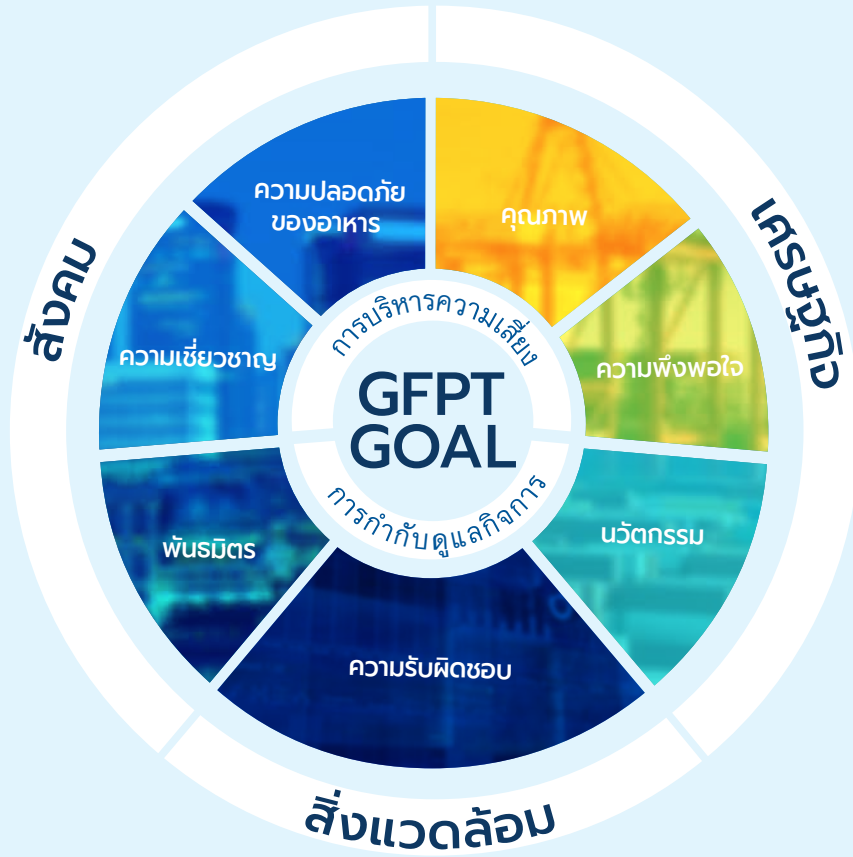 สังคม
เศรษฐกิจ
สิ่งแวดล้อม
ความปลอดภัย
ของอาหาร
คุณภาพ
ความเชี่ยวชาญ
ความพึงพอใจ
พันธมิตร
นวัตกรรม
ความรับผิดชอบ
การบริหารความเสี่ยง
GFPT
GOAL
การกำกับดูแลกิจการ